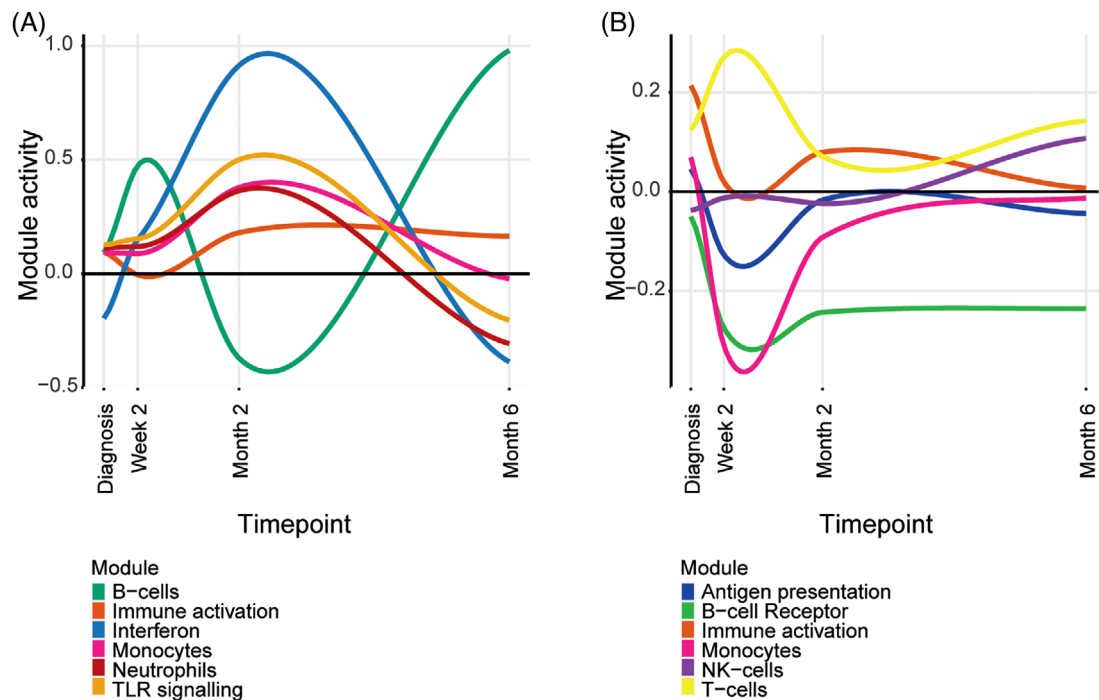 (A)
1.0
0.5
0.0
−0.5
Module activity
Diagnosis
Week 2
Month 2
Month 6
Timepoint
Module
B−cells
Immune activation
Interferon
Monocytes
Neutrophils
TLR signalling
(B)
0.2
0.0
−0.2
Module activity
Diagnosis
Week 2
Month 2
Month 6
Timepoint
Module
Antigen presentation
B−cell Receptor
Immune activation
Monocytes
NK−cells
T−cells